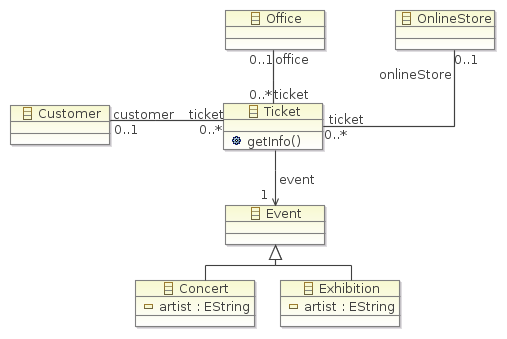 Office
OnlineStore
0..1 office
0..1
onlineStore
0..* ticket
Customer
customer
ticket
Ticket
ticket
0..1
0..*
0..*
getInfo()
event
1
Event
Concert
Exhibition
artist : EString
artist : EString